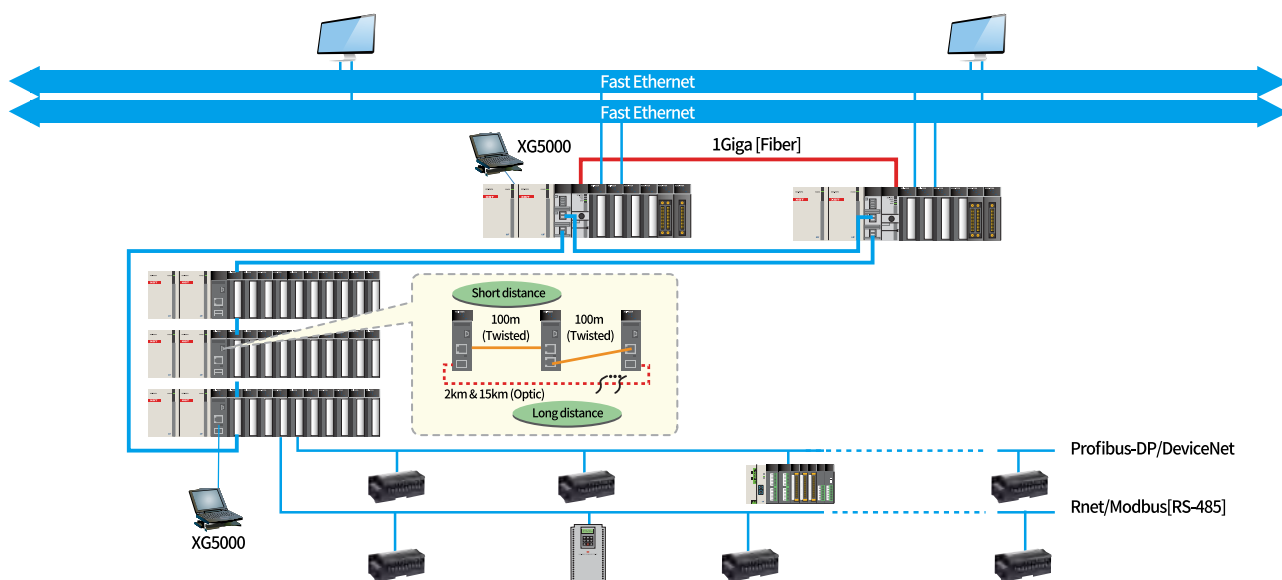 Fast Ethernet
Fast Ethernet
XG5000
1Giga [Fiber]
Short distance
100m
(Twisted)
100m
(Twisted)
2km & 15km (Optic)
Long distance
Profibus-DP/DeviceNet
Rnet/Modbus[RS-485]
XG5000